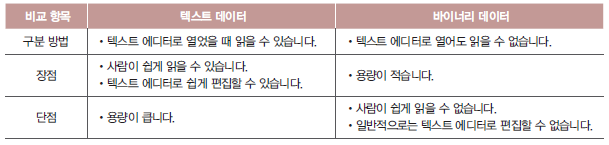 비교 항목 텍스트 데이터 바이너리 데이터
구분 방법 • 텍스트 에디터로 열었을 때 읽을 수 있습니다. • 텍스트 에디터로 열어도 읽을 수 없습니다.
장점 • 사람이 쉽게 읽을 수 있습니다. • 용량이 적습니다.
• 텍스트 에디터로 쉽게 편집할 수 있습니다.
단점 • 용량이 큽니다. • 사람이 쉽게 읽을 수 없습니다.
• 일반적으로는 텍스트 에디터로 편집할 수 없습니다.